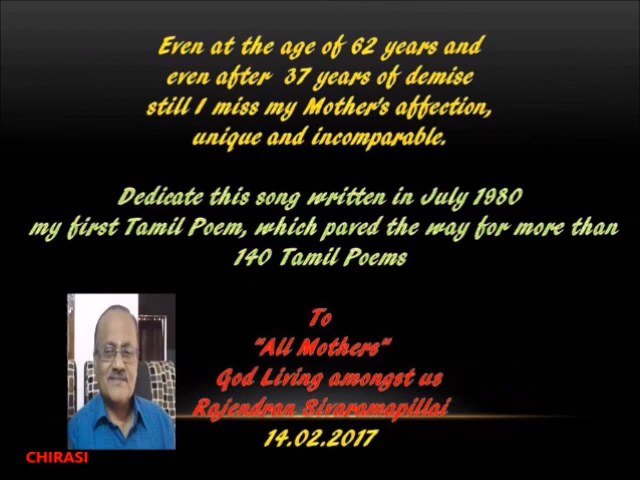 Even at the age of 62 years and
even after 37 years of demise
still I miss my Mother's affection,
unique and incomparable.
Dedicate this song written in July 1980
my first Tamil Poem, which paved the way for more than
140 Tamil Poems
To
"All Mothers"
God Living amongst us
Rajendran Sivaramapillai
14.02.2017
CHIRASI